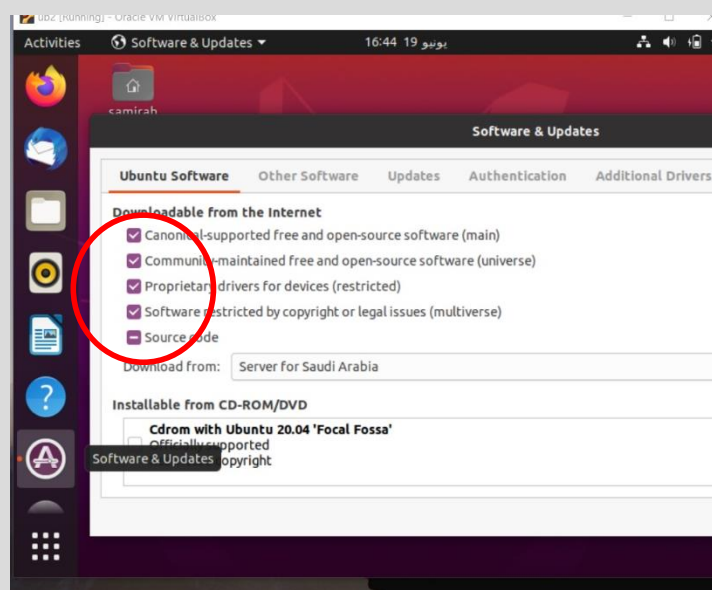 ub2 [Running] - Oracle VM VirtualBox
Activities Software & Updates 16:44 19 يونيو
samirah
Software & Updates
Ubuntu Software Other Software Updates Authentication Additional Drivers
Downloadable from the Internet
Canonical-supported free and open-source software (main)
Community-maintained free and open-source software (universe)
Proprietary drivers for devices (restricted)
Software restricted by copyright or legal issues (multiverse)
Source code
Download from: Server for Saudi Arabia
Installable from CD-ROM/DVD
Cdrom with Ubuntu 20.04 'Focal Fossa'
Officially supported
Software & Updates opyright